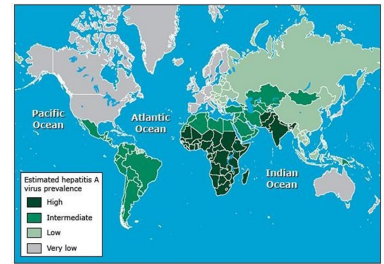 Pacific
Ocean
Atlantic
Ocean
Indian
Ocean
Estimated hepatitis A
virus prevalence
High
Intermediate
Low
Very low